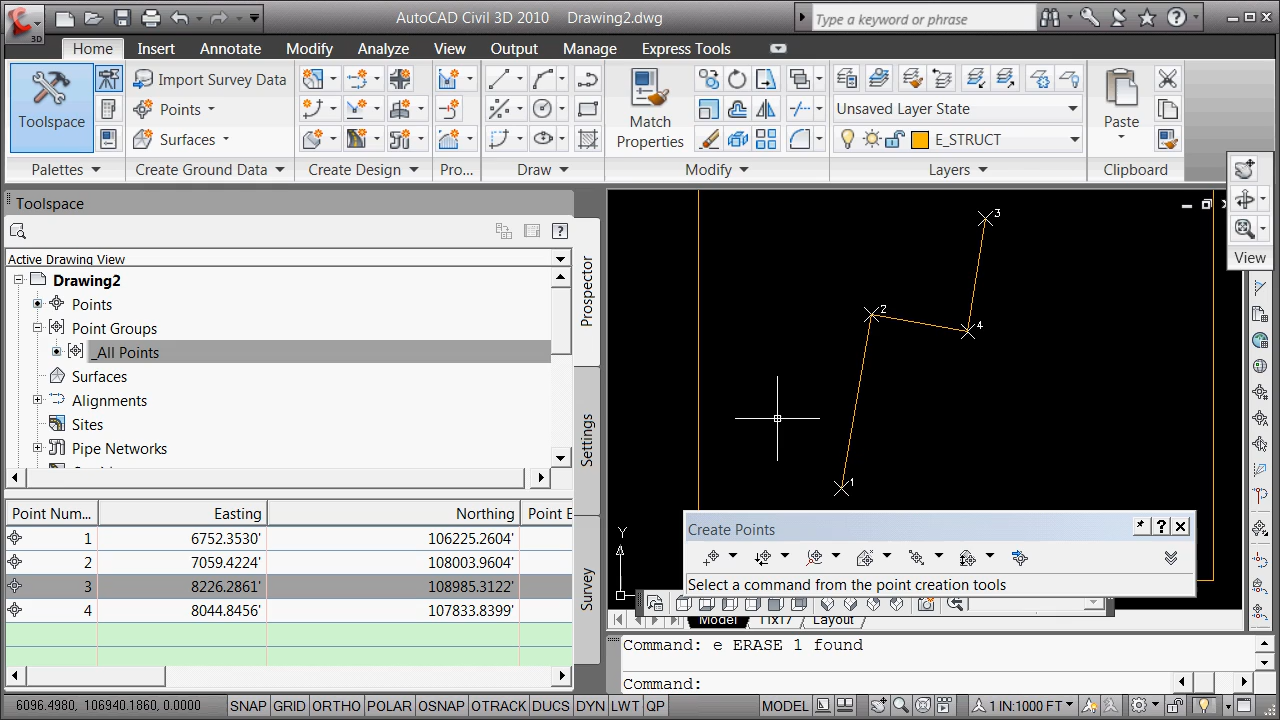 3D
AutoCAD Civil 3D 2010 Drawing2.dwg
Type a keyword or phrase
Home Insert Annotate Modify Analyze View Output Manage Express Tools
Toolspace
Import Survey Data
Points
Surfaces
Match
Properties
Unsaved Layer State
E_STRUCT
Paste
Palettes Create Ground Data Create Design Pro... Draw Modify Layers Clipboard
Toolspace
Active Drawing View
Drawing2
Points
Point Groups
_All Points
Surfaces
Alignments
Sites
Pipe Networks
Prospector
Settings
Survey
Point Num... Easting Northing Point E
1 6752.3530' 106225.2604'
2 7059.4224' 108003.9604'
3 8226.2861' 108985.3122'
4 8044.8456' 107833.8399'
View
3
2
4
1
Y
Create Points
Select a command from the point creation tools
Model 11x17 Layout
Command: e ERASE 1 found
Command:
6096.4980, 106940.1860, 0.0000 SNAP GRID ORTHO POLAR OSNAP OTRACK DUCS DYN LWT QP MODEL 1 IN:1000 FT